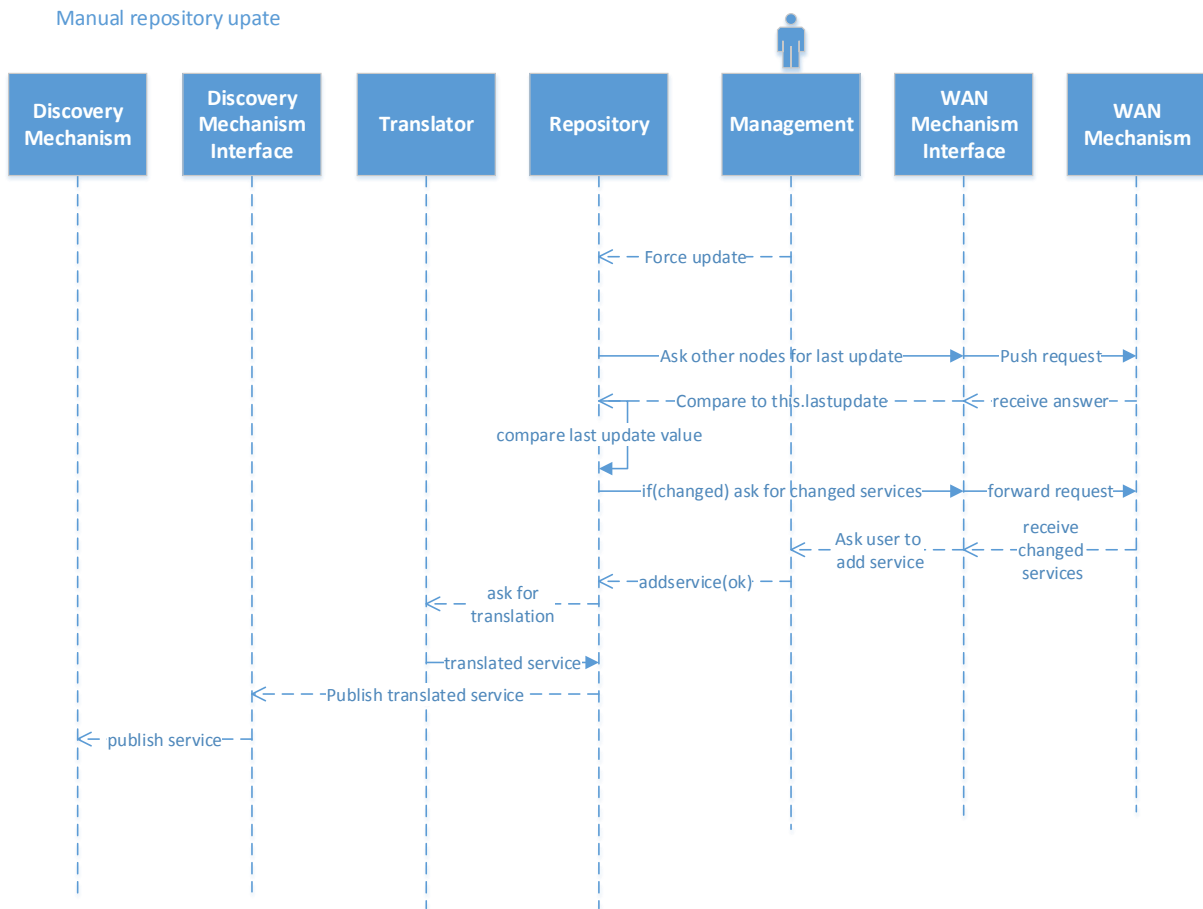 Manual repository upate
Discovery
Mechanism
Discovery
Mechanism
Interface
Translator
Repository
Management
WAN
Mechanism
Interface
WAN
Mechanism
Force update
Ask other nodes for last update
Push request
Compare to this.lastupdate
receive answer
compare last update value
if(changed) ask for changed services
forward request
Ask user to
add service
receive
changed
services
addservice(ok)
ask for
translation
translated service
Publish translated service
publish service